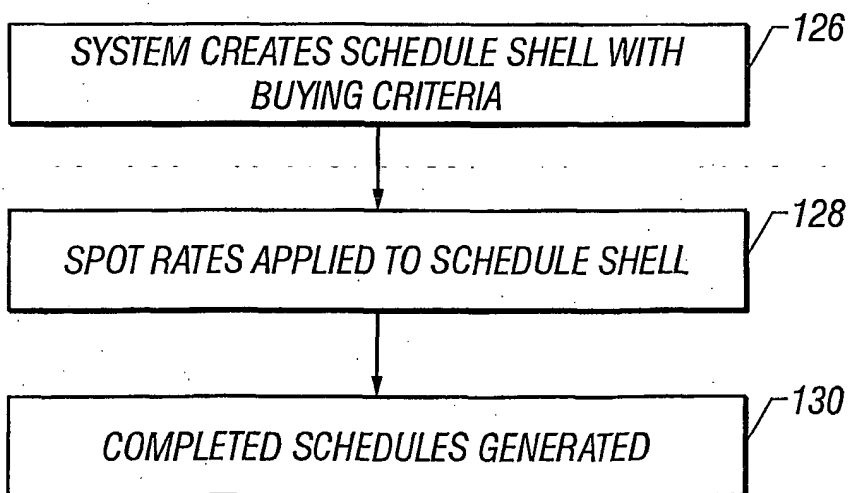 SYSTEM CREATES SCHEDULE SHELL WITH
BUYING CRITERIA
126
SPOT RATES APPLIED TO SCHEDULE SHELL
128
COMPLETED SCHEDULES GENERATED
130